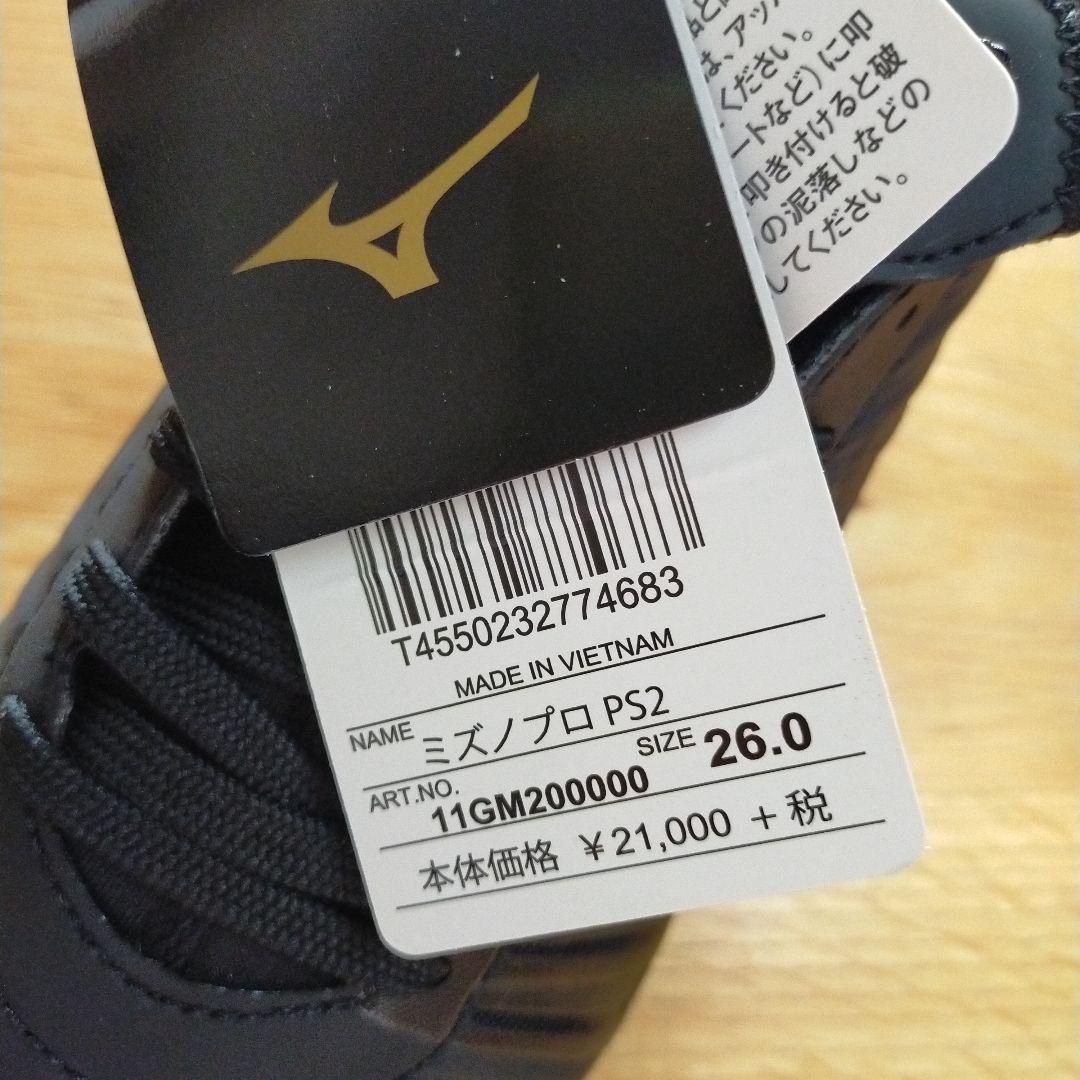 は、アッパ
ください。
ートなど)に叩
叩き付けると破
の泥落しなどの
してください。
T4550232774683
MADE IN VIETNAM
NAME ミズノプロ PS2
ART.NO. 11GM200000 SIZE 26.0
本体価格 ¥21,000 +税